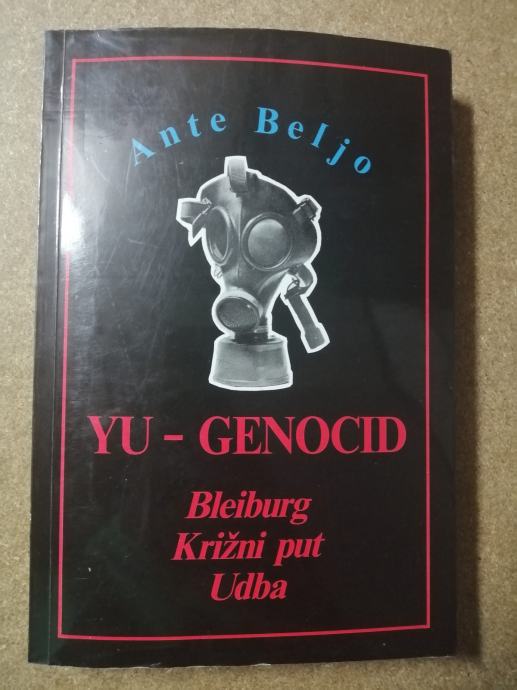 Ante Beljo
YU - GENOCID
Bleiburg
Križni put
Udba